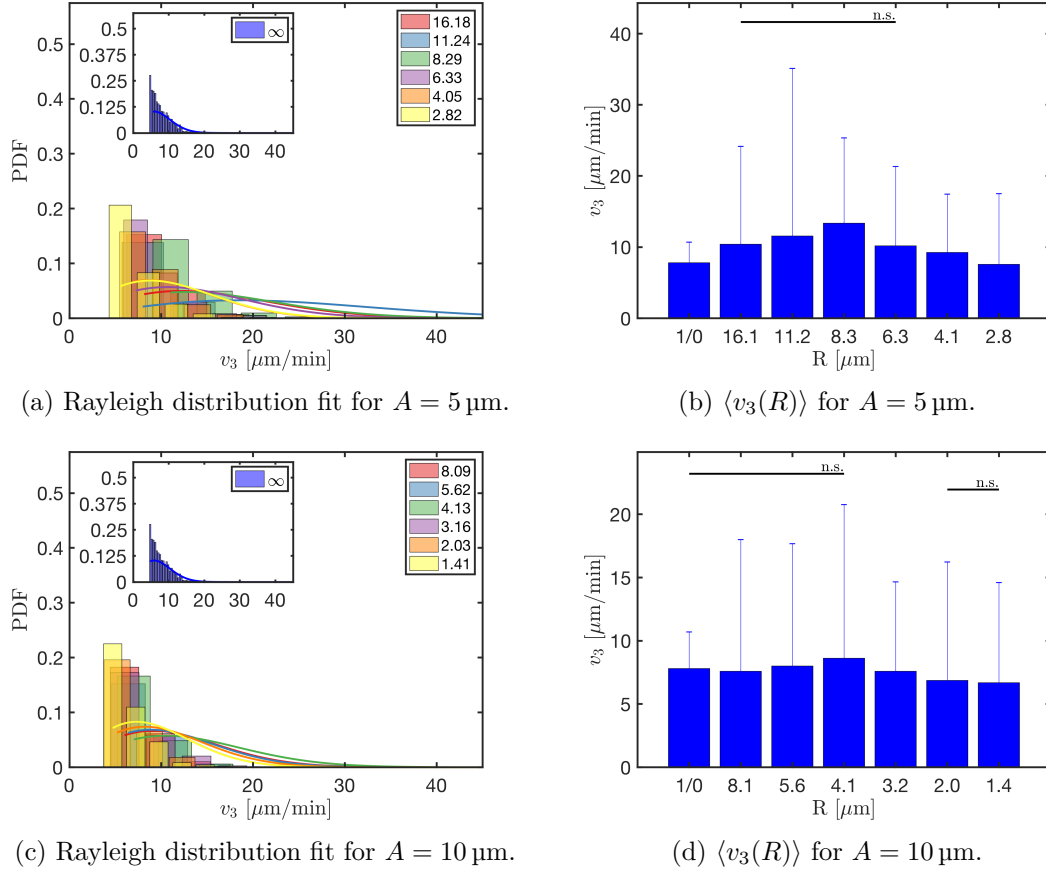 0.5
0.4
0.3
0.2
0.1
0
PDF
0 10 20 30 40
v₃ [μm/min]
0.5
0.375
0.25
0.125
0
0 10 20 30 40
∞
16.18
11.24
8.29
6.33
4.05
2.82
(a) Rayleigh distribution fit for A = 5 μm.
40
30
20
10
0
v₃ [μm/min]
n.s.
1/0 16.1 11.2 8.3 6.3 4.1 2.8
R [μm]
(b) ⟨v₃(R)⟩ for A = 5 μm.
0.5
0.4
0.3
0.2
0.1
0
PDF
0 10 20 30 40
v₃ [μm/min]
0.5
0.375
0.25
0.125
0
0 10 20 30 40
∞
8.09
5.62
4.13
3.16
2.03
1.41
(c) Rayleigh distribution fit for A = 10 μm.
20
15
10
5
0
v₃ [μm/min]
n.s.
n.s.
1/0 8.1 5.6 4.1 3.2 2.0 1.4
R [μm]
(d) ⟨v₃(R)⟩ for A = 10 μm.